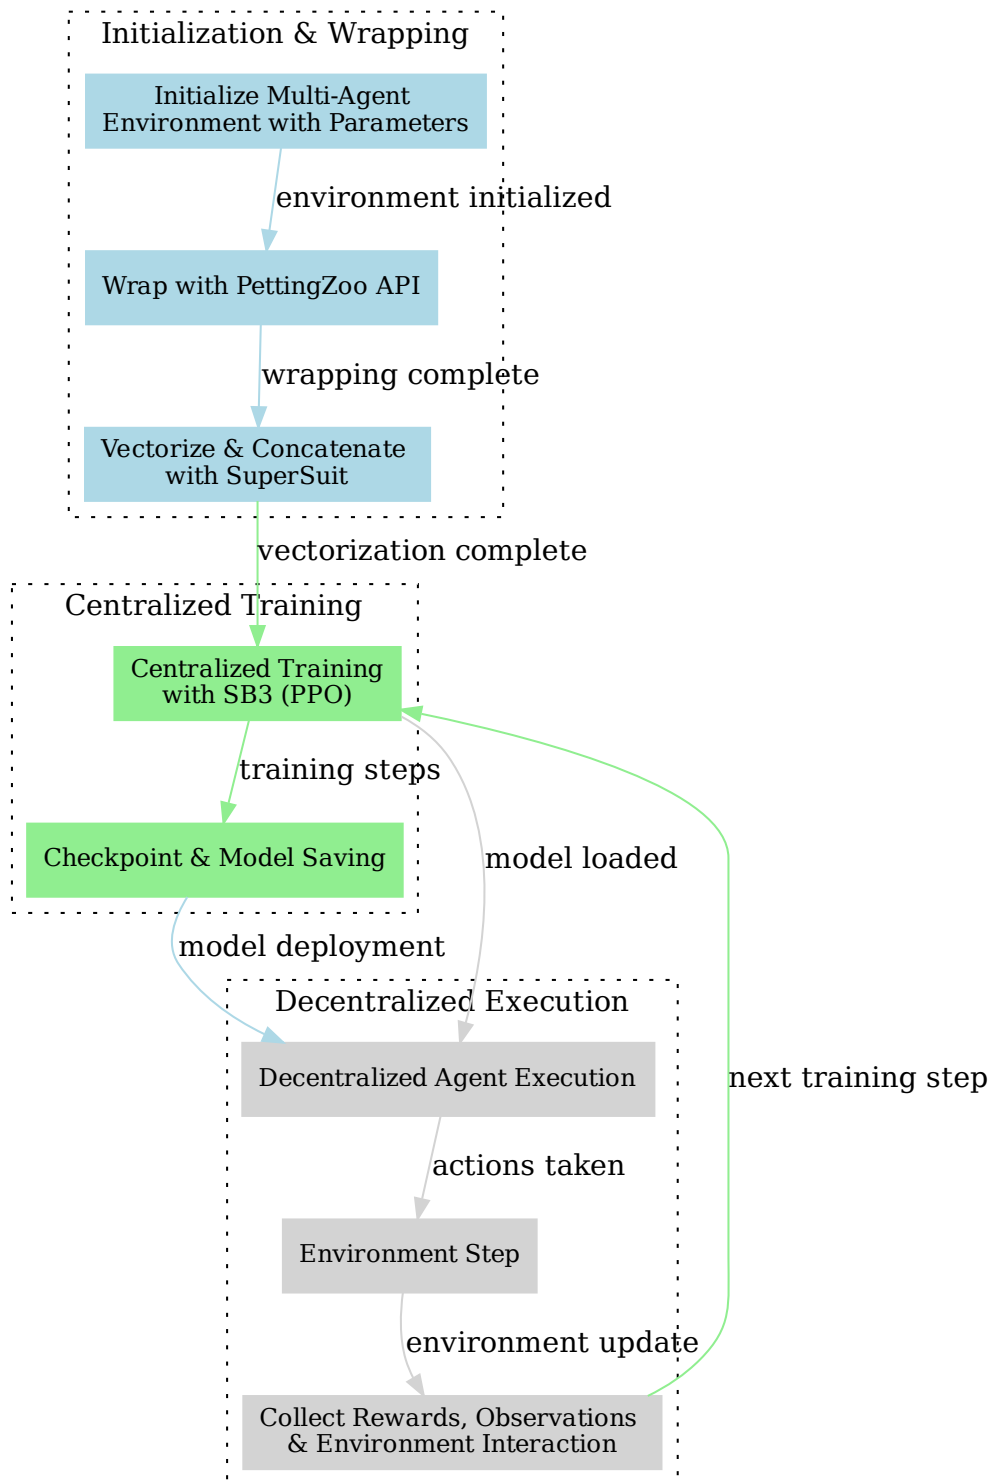 Initialization & Wrapping
Initialize Multi-Agent
Environment with Parameters
environment initialized
Wrap with PettingZoo API
wrapping complete
Vectorize & Concatenate
with SuperSuit
vectorization complete
Centralized Training
Centralized Training
with SB3 (PPO)
training steps
Checkpoint & Model Saving
model loaded
model deployment
Decentralized Execution
Decentralized Agent Execution
next training step
actions taken
Environment Step
environment update
Collect Rewards, Observations
& Environment Interaction